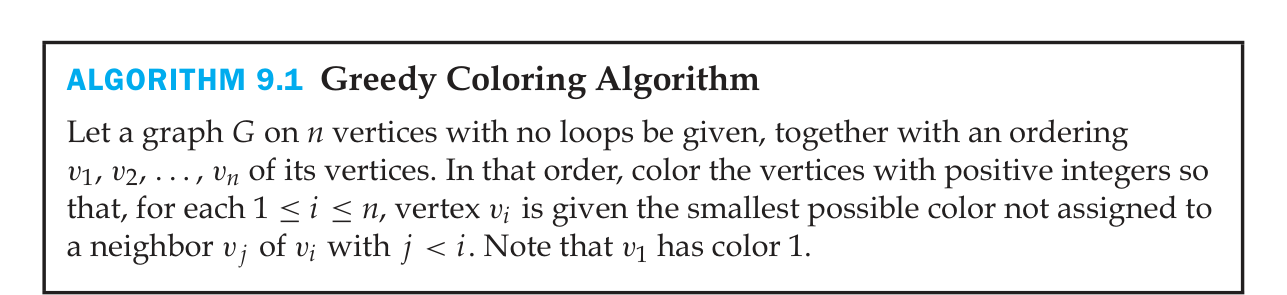 ALGORITHM 9.1 Greedy Coloring Algorithm
Let a graph G on n vertices with no loops be given, together with an ordering
v₁, v₂, ..., vₙ of its vertices. In that order, color the vertices with positive integers so
that, for each 1 ≤ i ≤ n, vertex vᵢ is given the smallest possible color not assigned to
a neighbor vⱼ of vᵢ with j < i. Note that v₁ has color 1.